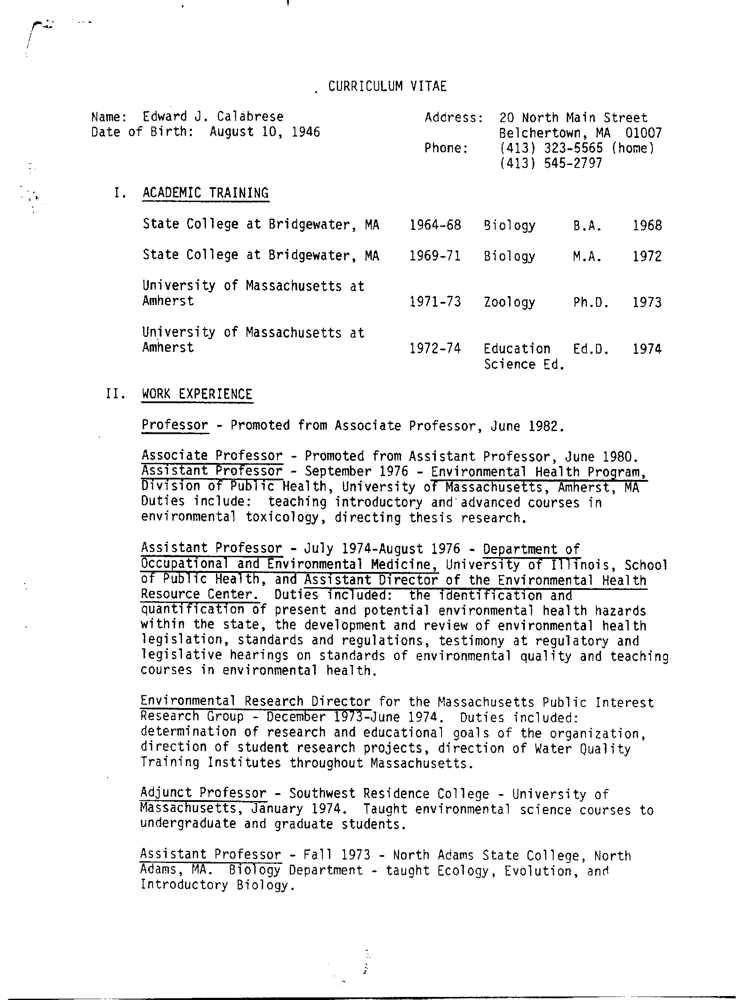 CURRICULUM VITAE
Name: Edward J. Calabrese Address: 20 North Main Street
Date of Birth: August 10, 1946 Belchertown, MA 01007
Phone: (413) 323-5565 (home)
(413) 545-2797
I. ACADEMIC TRAINING
State College at Bridgewater, MA 1964-68 Biology B.A. 1968
State College at Bridgewater, MA 1969-71 Biology M.A. 1972
University of Massachusetts at
Amherst 1971-73 Zoology Ph.D. 1973
University of Massachusetts at
Amherst 1972-74 Education Ed.D. 1974
Science Ed.
II. WORK EXPERIENCE
Professor - Promoted from Associate Professor, June 1982.
Associate Professor - Promoted from Assistant Professor, June 1980.
Assistant Professor - September 1976 - Environmental Health Program,
Division of Public Health, University of Massachusetts, Amherst, MA
Duties include: teaching introductory and advanced courses in
environmental toxicology, directing thesis research.
Assistant Professor - July 1974-August 1976 - Department of
Occupational and Environmental Medicine, University of Illinois, School
of Public Health, and Assistant Director of the Environmental Health
Resource Center. Duties included: the identification and
quantification of present and potential environmental health hazards
within the state, the development and review of environmental health
legislation, standards and regulations, testimony at regulatory and
legislative hearings on standards of environmental quality and teaching
courses in environmental health.
Environmental Research Director for the Massachusetts Public Interest
Research Group - December 1973-June 1974. Duties included:
determination of research and educational goals of the organization,
direction of student research projects, direction of Water Quality
Training Institutes throughout Massachusetts.
Adjunct Professor - Southwest Residence College - University of
Massachusetts, January 1974. Taught environmental science courses to
undergraduate and graduate students.
Assistant Professor - Fall 1973 - North Adams State College, North
Adams, MA. Biology Department - taught Ecology, Evolution, and
Introductory Biology.